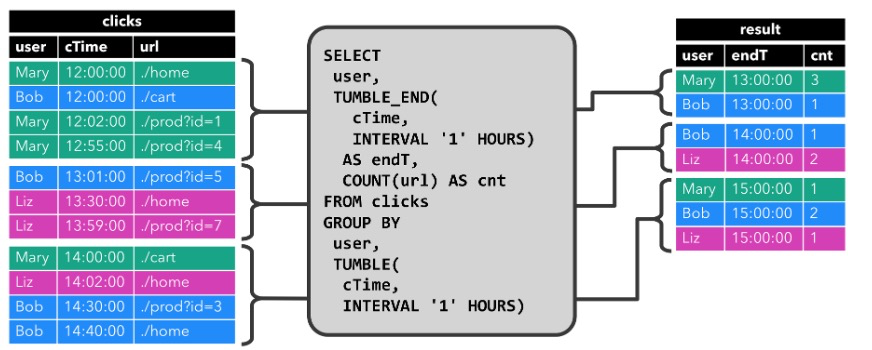 clicks
user cTime url
Mary 12:00:00 ./home
Bob 12:00:00 ./cart
Mary 12:02:00 ./prod?id=1
Mary 12:55:00 ./prod?id=4
Bob 13:01:00 ./prod?id=5
Liz 13:30:00 ./home
Liz 13:59:00 ./prod?id=7
Mary 14:00:00 ./cart
Liz 14:02:00 ./home
Bob 14:30:00 ./prod?id=3
Bob 14:40:00 ./home
SELECT
user,
TUMBLE_END(
cTime,
INTERVAL '1' HOURS)
AS endT,
COUNT(url) AS cnt
FROM clicks
GROUP BY
user,
TUMBLE(
cTime,
INTERVAL '1' HOURS)
result
user endT cnt
Mary 13:00:00 3
Bob 13:00:00 1
Bob 14:00:00 1
Liz 14:00:00 2
Mary 15:00:00 1
Bob 15:00:00 2
Liz 15:00:00 1